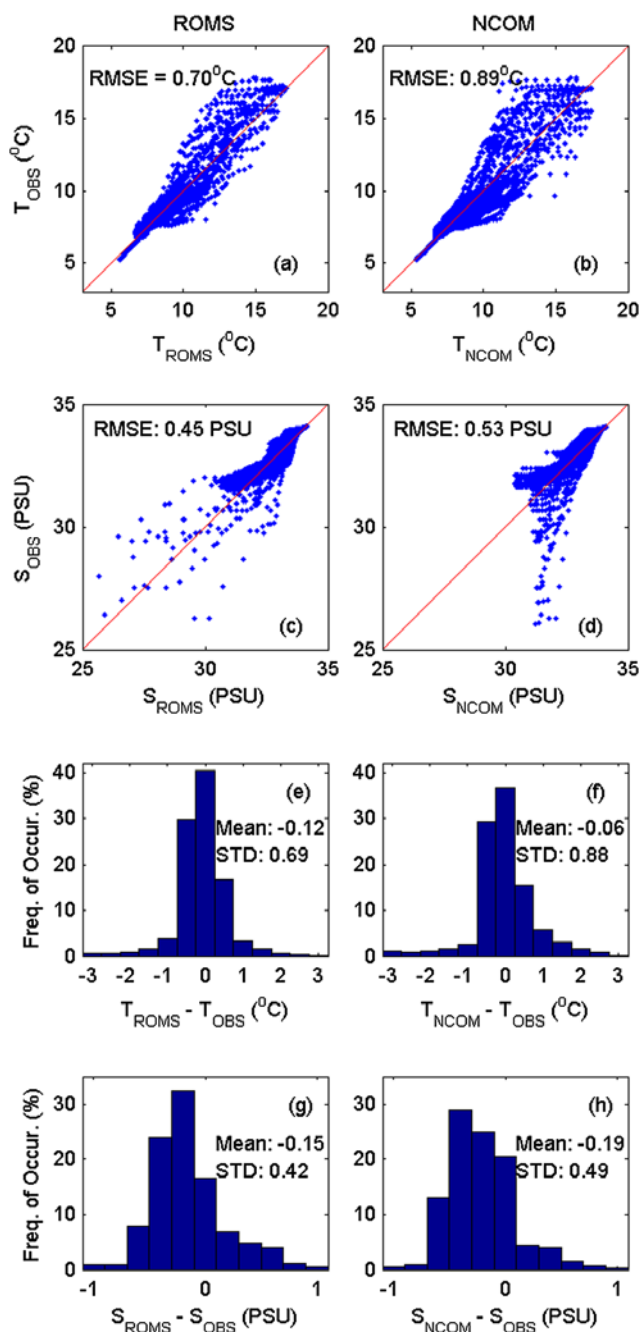 ROMS NCOM
RMSE = 0.70⁰C RMSE: 0.89⁰C
20 20
15 15
10 10
5 5
T_OBS (⁰C)
(a) (b)
5 10 15 20 5 10 15 20
T_ROMS (⁰C) T_NCOM (⁰C)
35 35
RMSE: 0.45 PSU RMSE: 0.53 PSU
30 30
S_OBS (PSU)
(c) (d)
25 25
25 30 35 25 30 35
S_ROMS (PSU) S_NCOM (PSU)
40 (e) 40 (f)
Mean: -0.12 Mean: -0.06
30 STD: 0.69 30 STD: 0.88
20 20
10 10
0 0
Freq. of Occur. (%)
-3 -2 -1 0 1 2 3 -3 -2 -1 0 1 2 3
T_ROMS - T_OBS (⁰C) T_NCOM - T_OBS (⁰C)
30 (g) 30 (h)
Mean: -0.15 Mean: -0.19
20 STD: 0.42 20 STD: 0.49
10 10
0 0
Freq. of Occur. (%)
-1 0 1 -1 0 1
S_ROMS - S_OBS (PSU) S_NCOM - S_OBS (PSU)